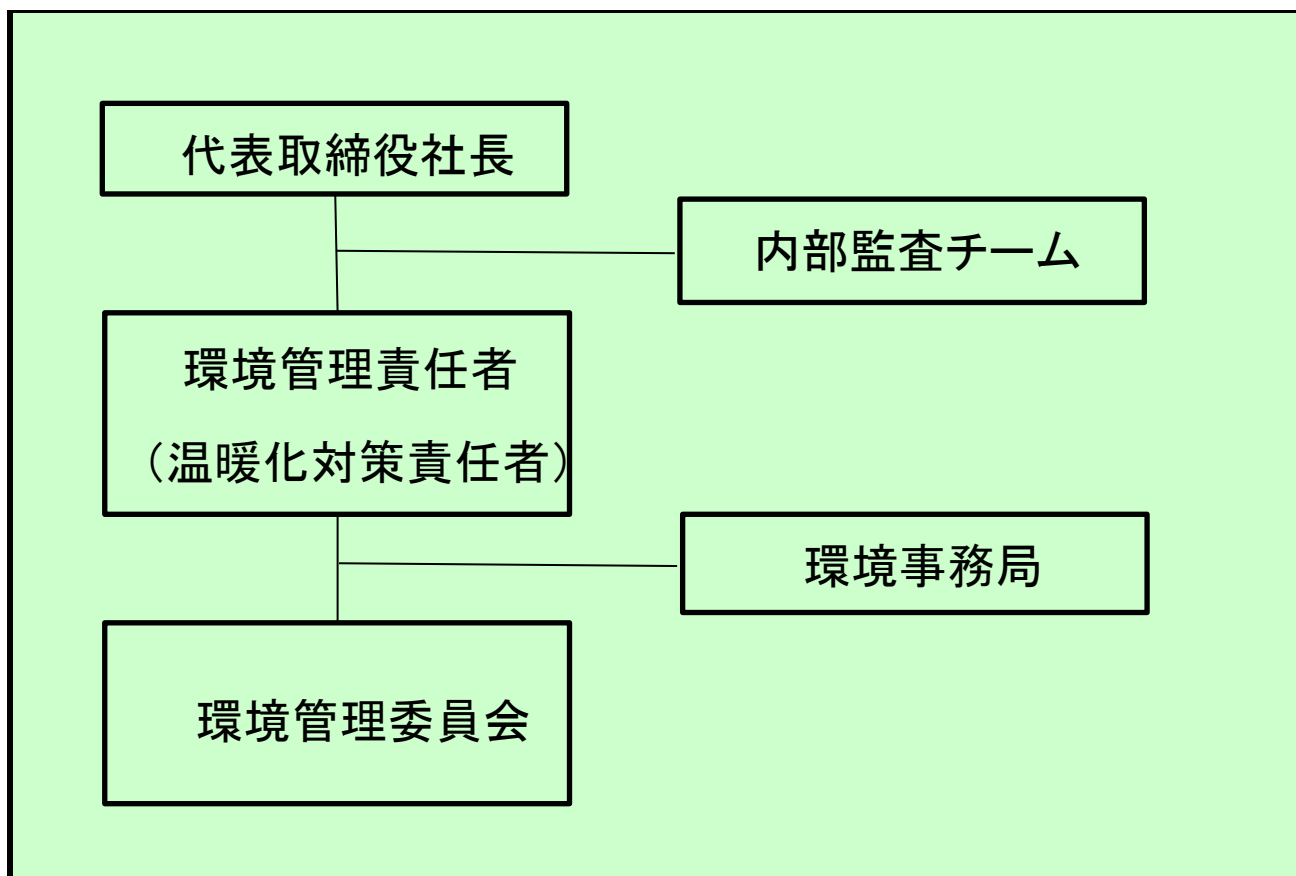 代表取締役社長
内部監査チーム
環境管理責任者
（温暖化対策責任者）
環境事務局
環境管理委員会